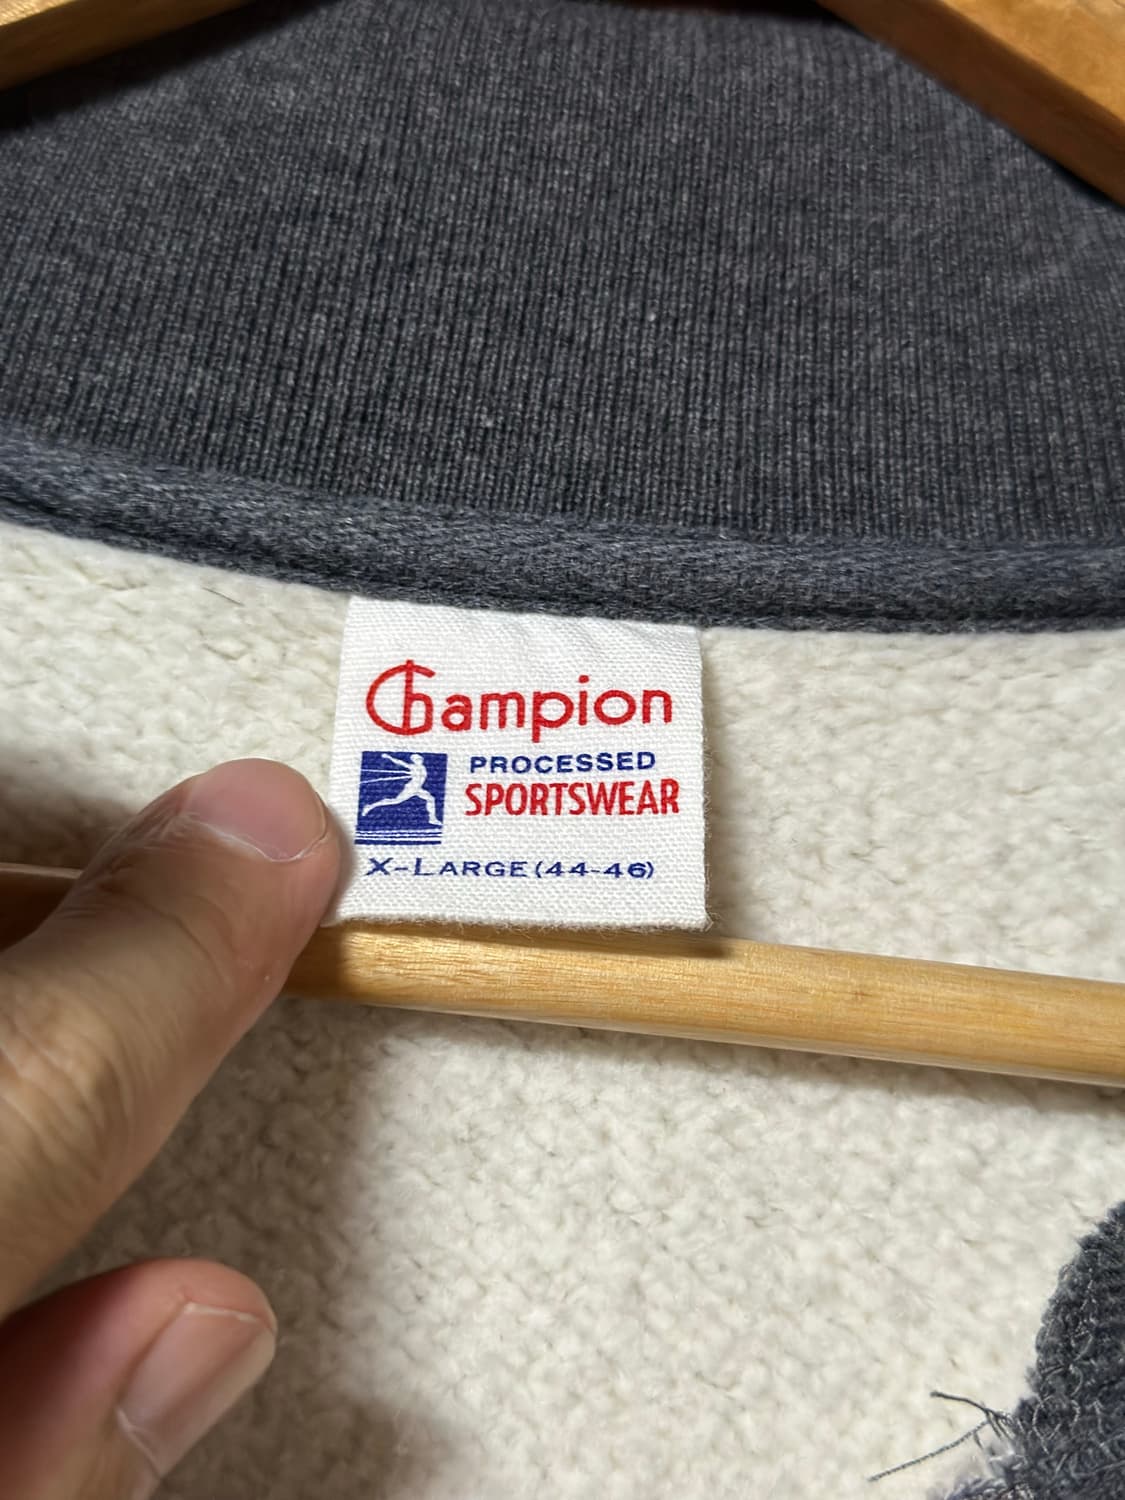 Champion
PROCESSED
SPORTSWEAR
X-LARGE (44-46)